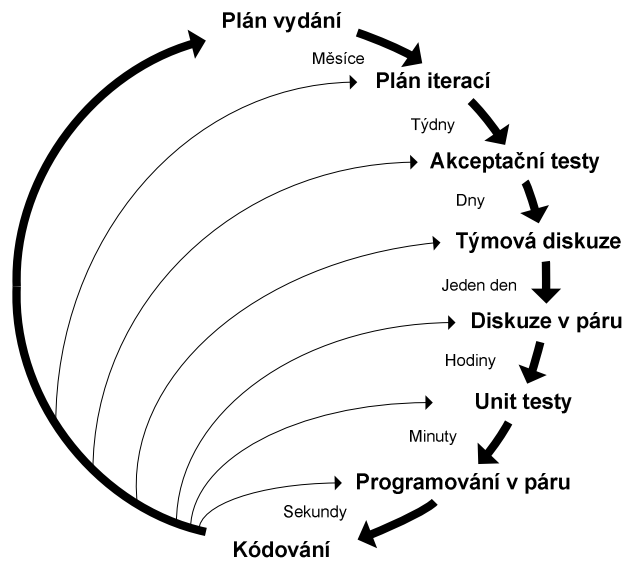 Plán vydání
Měsíce
Plán iterací
Týdny
Akceptační testy
Dny
Týmová diskuze
Jeden den
Diskuze v páru
Hodiny
Unit testy
Minuty
Programování v páru
Sekundy
Kódování